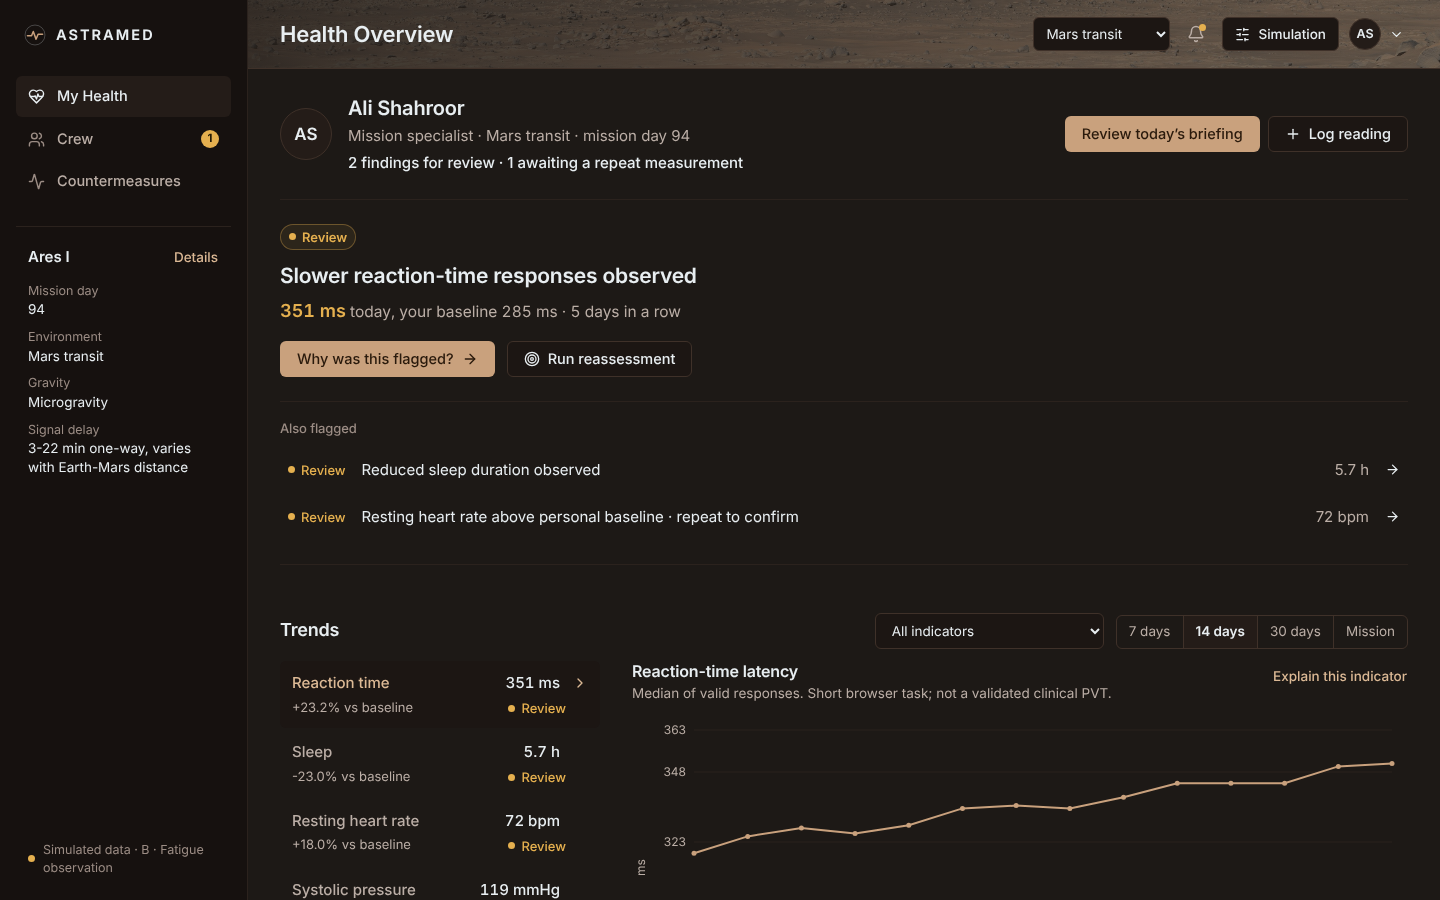 ASTRAMED
My Health
Crew 1
Countermeasures
Ares I Details
Mission day
94
Environment
Mars transit
Gravity
Microgravity
Signal delay
3-22 min one-way, varies
with Earth-Mars distance
Simulated data · B · Fatigue
observation
Health Overview
Mars transit
Simulation
AS
AS
Ali Shahroor
Mission specialist · Mars transit · mission day 94
2 findings for review · 1 awaiting a repeat measurement
Review today’s briefing
Log reading
Review
Slower reaction-time responses observed
351 ms today, your baseline 285 ms · 5 days in a row
Why was this flagged?
Run reassessment
Also flagged
Review Reduced sleep duration observed 5.7 h
Review Resting heart rate above personal baseline · repeat to confirm 72 bpm
Trends
All indicators
7 days 14 days 30 days Mission
Reaction time 351 ms
+23.2% vs baseline Review
Sleep 5.7 h
-23.0% vs baseline Review
Resting heart rate 72 bpm
+18.0% vs baseline Review
Systolic pressure 119 mmHg
Reaction-time latency
Median of valid responses. Short browser task; not a validated clinical PVT.
Explain this indicator
363
348
323
ms